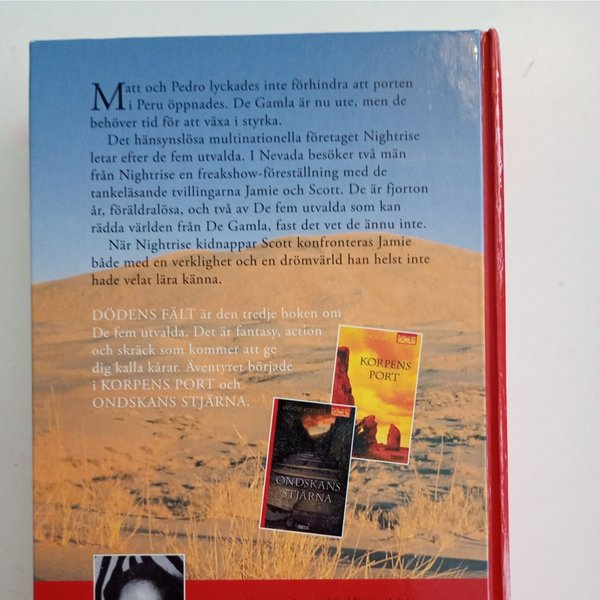 Matt och Pedro lyckades inte förhindra att porten
i Peru öppnades. De Gamla är nu ute, men de
behöver tid för att växa i styrka.
Det hänsynslösa multinationella företaget Nightrise
letar efter de fem utvalda. I Nevada besöker två män
från Nightrise en freakshow-föreställning med de
tankeläsande tvillingarna Jamie och Scott. De är fjorton
år, föräldralösa, och två av De fem utvalda som kan
rädda världen från De Gamla, fast det vet de ännu inte.
När Nightrise kidnappar Scott konfronteras Jamie
både med en verklighet och en drömvärld han helst inte
hade velat lära känna.
DÖDENS FÄLT är den tredje boken om
De fem utvalda. Det är fantasy, action
och skräck som kommer att ge
dig kalla kårar. Äventyret började
i KORPENS PORT och
ONDSKANS STJÄRNA.
KORPENS
PORT
ONDSKANS
STJÄRNA